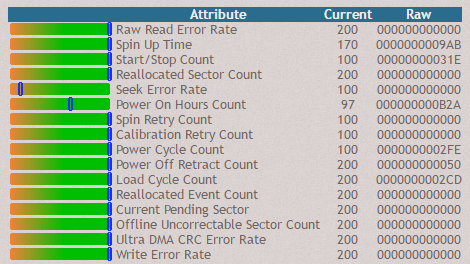 Attribute Current Raw
Raw Read Error Rate 200 000000000000
Spin Up Time 170 0000000009AB
Start/Stop Count 100 00000000031E
Reallocated Sector Count 200 000000000000
Seek Error Rate 100 000000000000
Power On Hours Count 97 000000000B2A
Spin Retry Count 100 000000000000
Calibration Retry Count 100 000000000000
Power Cycle Count 100 0000000002FE
Power Off Retract Count 200 000000000050
Load Cycle Count 200 0000000002CD
Reallocated Event Count 200 000000000000
Current Pending Sector 200 000000000000
Offline Uncorrectable Sector Count 200 000000000000
Ultra DMA CRC Error Rate 200 000000000000
Write Error Rate 200 000000000000